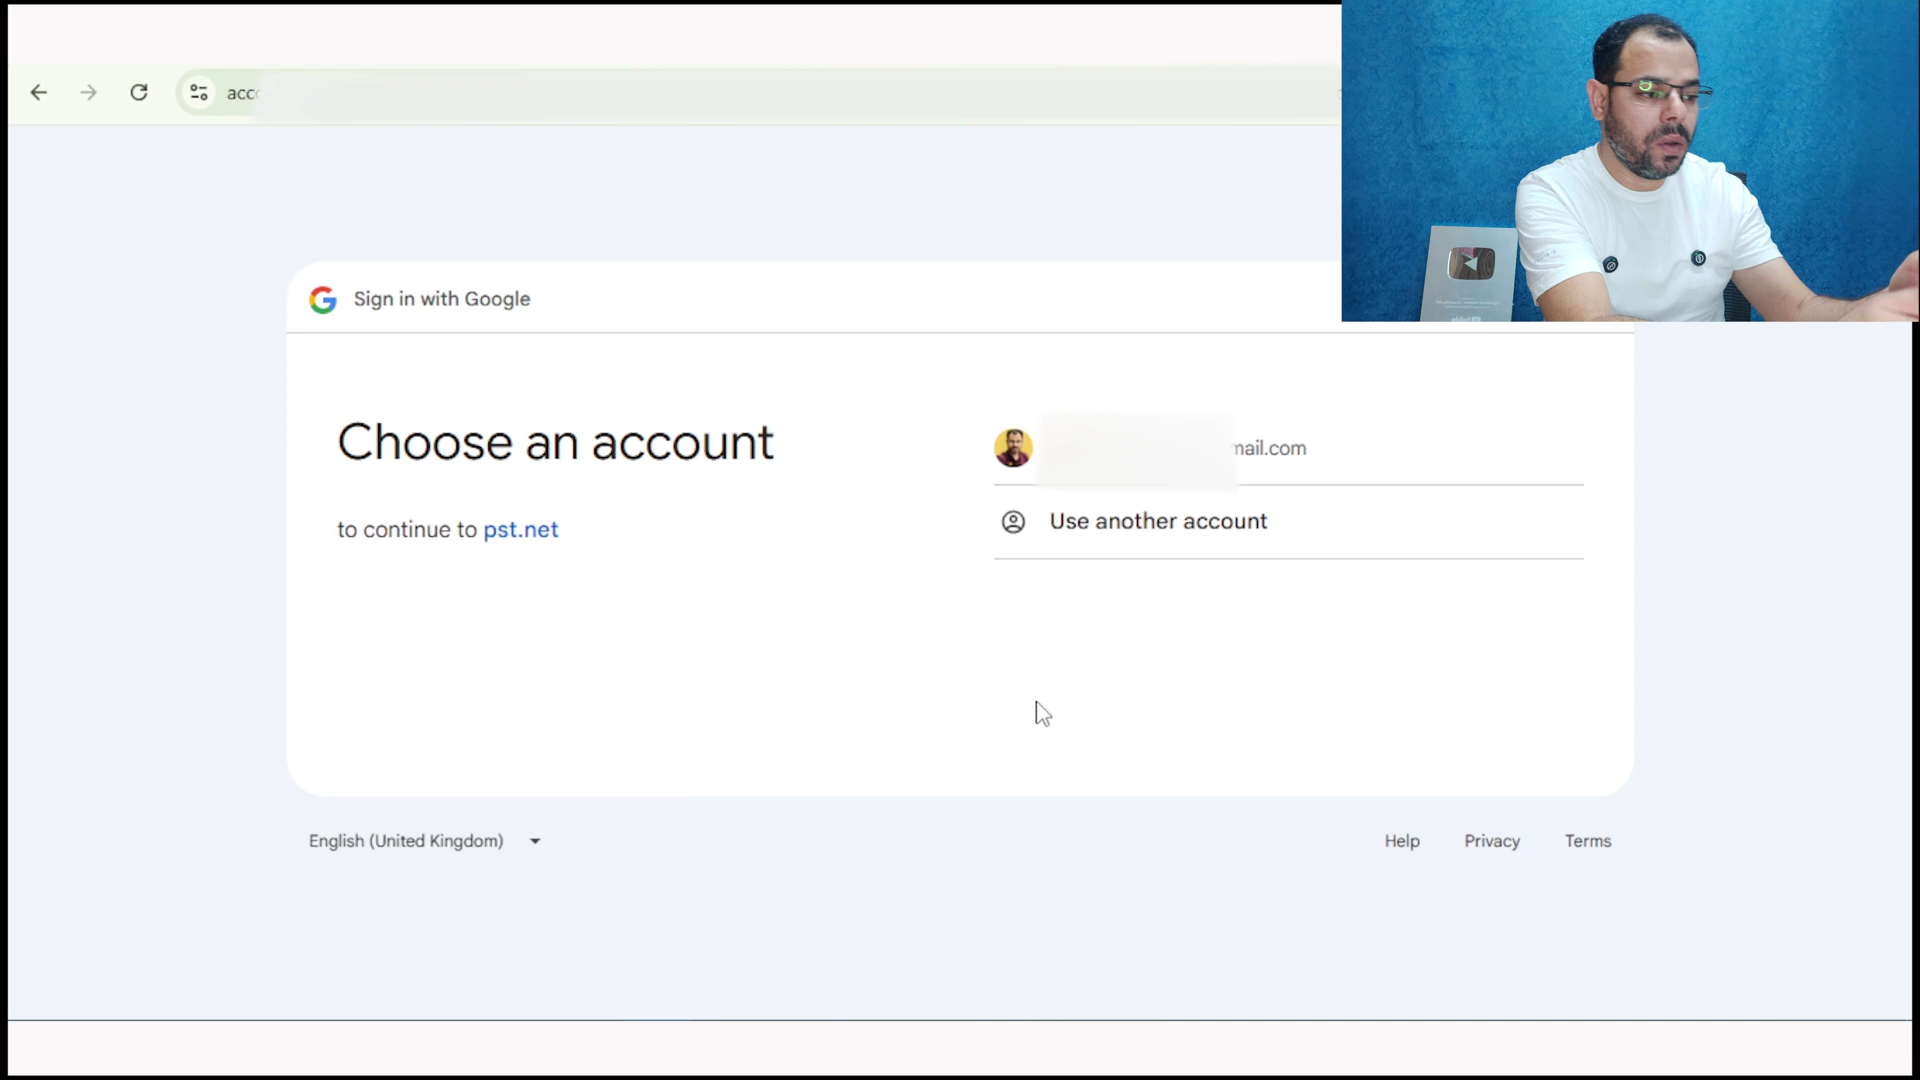 acc
Sign in with Google
Choose an account
to continue to pst.net
mail.com
Use another account
English (United Kingdom)
Help Privacy Terms